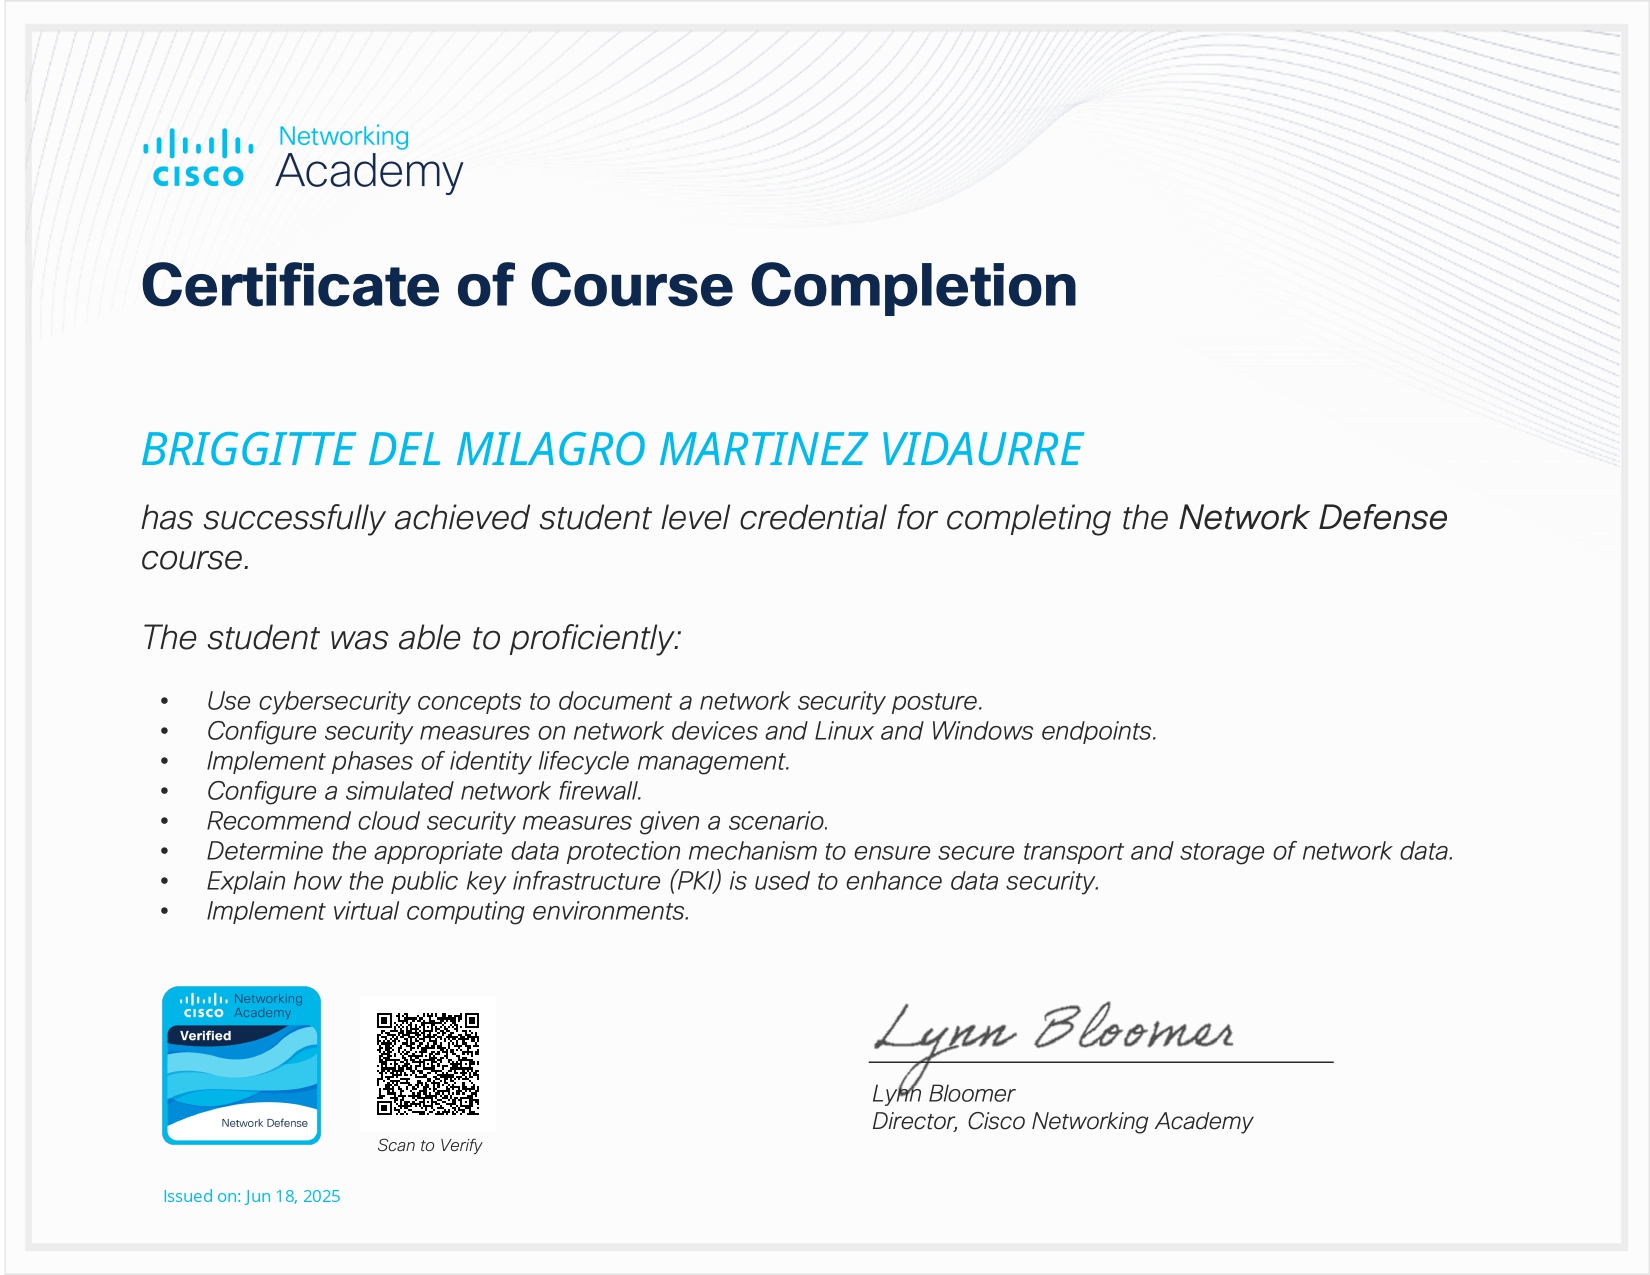 Networking
CISCO Academy
Certificate of Course Completion
BRIGGITTE DEL MILAGRO MARTINEZ VIDAURRE
has successfully achieved student level credential for completing the Network Defense
course.
The student was able to proficiently:
• Use cybersecurity concepts to document a network security posture.
• Configure security measures on network devices and Linux and Windows endpoints.
• Implement phases of identity lifecycle management.
• Configure a simulated network firewall.
• Recommend cloud security measures given a scenario.
• Determine the appropriate data protection mechanism to ensure secure transport and storage of network data.
• Explain how the public key infrastructure (PKI) is used to enhance data security.
• Implement virtual computing environments.
Networking
CISCO Academy
Verified
Network Defense
Scan to Verify
Lynn Bloomer
Lynn Bloomer
Director, Cisco Networking Academy
Issued on: Jun 18, 2025